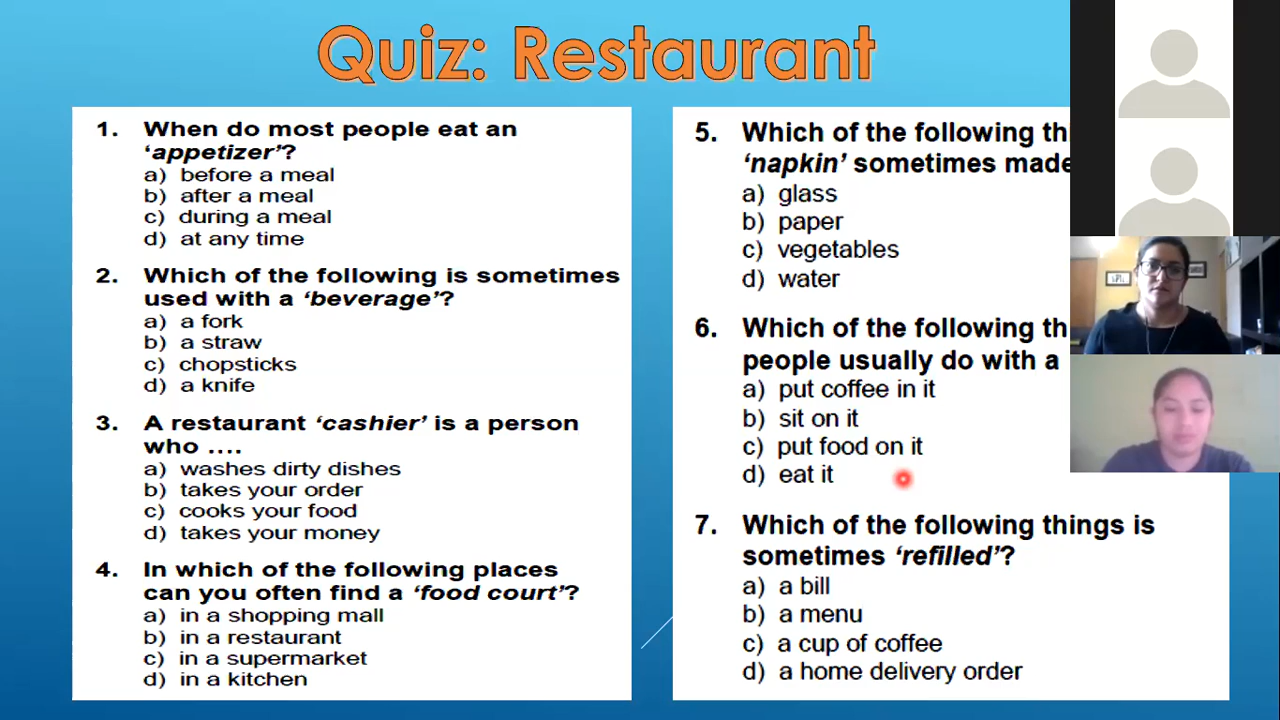 Quiz: Restaurant
1. When do most people eat an
‘appetizer’?
a) before a meal
b) after a meal
c) during a meal
d) at any time
2. Which of the following is sometimes
used with a ‘beverage’?
a) a fork
b) a straw
c) chopsticks
d) a knife
3. A restaurant ‘cashier’ is a person
who ....
a) washes dirty dishes
b) takes your order
c) cooks your food
d) takes your money
4. In which of the following places
can you often find a ‘food court’?
a) in a shopping mall
b) in a restaurant
c) in a supermarket
d) in a kitchen
5. Which of the following th
‘napkin’ sometimes made
a) glass
b) paper
c) vegetables
d) water
6. Which of the following th
people usually do with a
a) put coffee in it
b) sit on it
c) put food on it
d) eat it
7. Which of the following things is
sometimes ‘refilled’?
a) a bill
b) a menu
c) a cup of coffee
d) a home delivery order